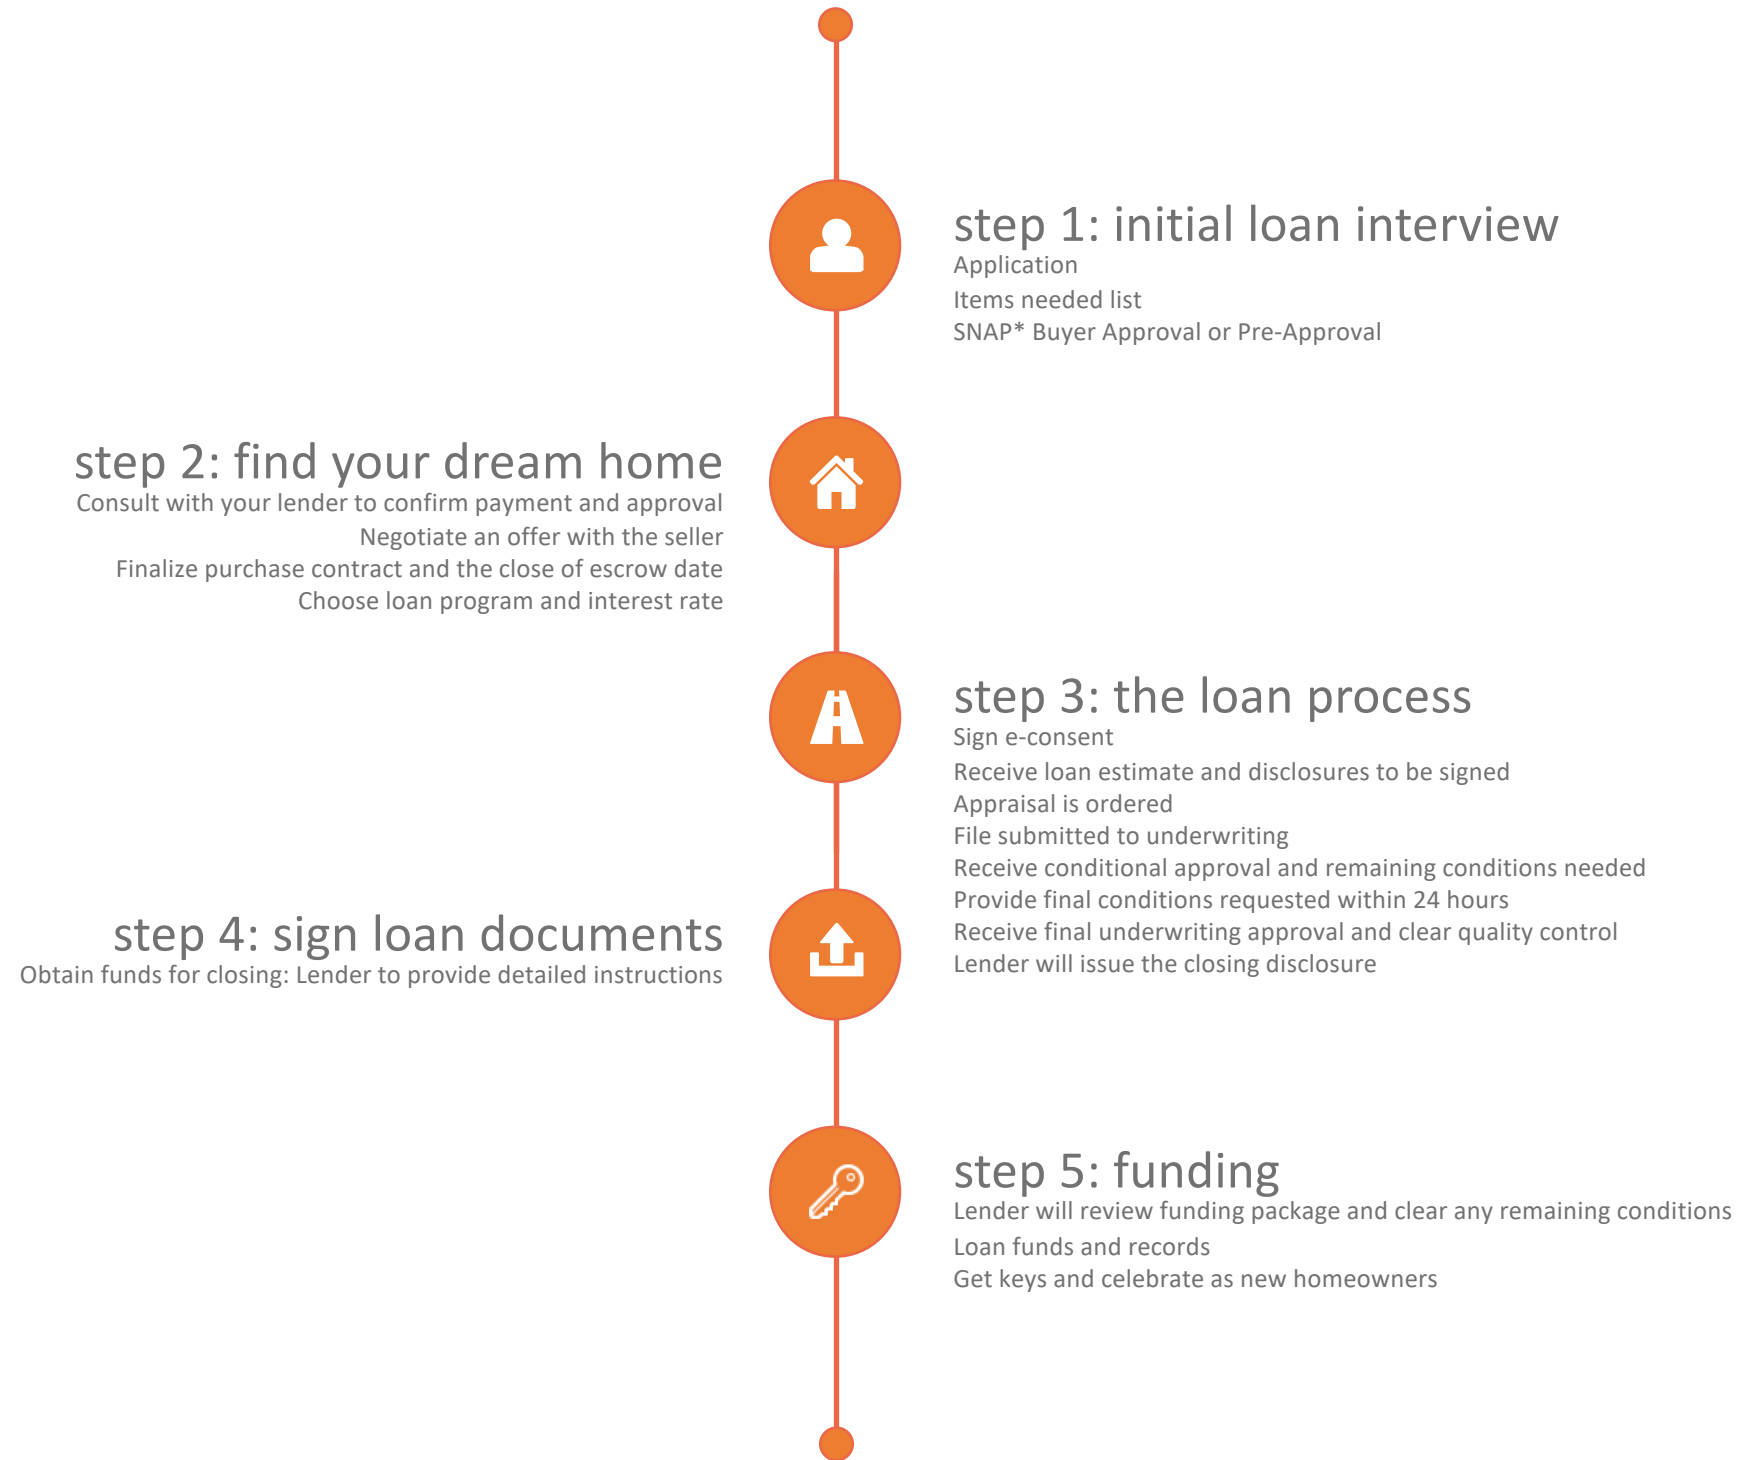 step 1: initial loan interview
Application
Items needed list
SNAP* Buyer Approval or Pre-Approval
step 2: find your dream home
Consult with your lender to confirm payment and approval
Negotiate an offer with the seller
Finalize purchase contract and the close of escrow date
Choose loan program and interest rate
step 3: the loan process
Sign e-consent
Receive loan estimate and disclosures to be signed
Appraisal is ordered
File submitted to underwriting
Receive conditional approval and remaining conditions needed
Provide final conditions requested within 24 hours
Receive final underwriting approval and clear quality control
Lender will issue the closing disclosure
step 4: sign loan documents
Obtain funds for closing: Lender to provide detailed instructions
step 5: funding
Lender will review funding package and clear any remaining conditions
Loan funds and records
Get keys and celebrate as new homeowners